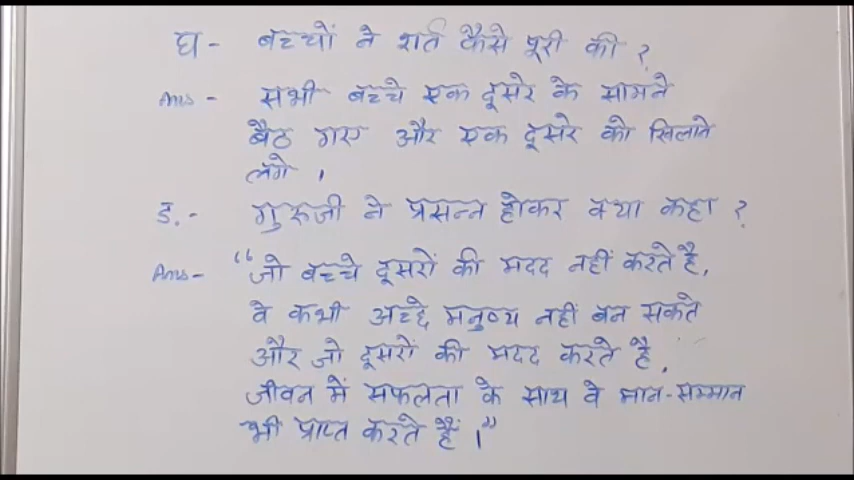 घ- बच्चों ने शर्त कैसे पूरी की ?
Ans - सभी बच्चे एक दूसरे के सामने
बैठ गए और एक दूसरे को खिलाने
लगे ।
ङ.- गुरुजी ने प्रसन्न होकर क्या कहा ?
Ans - "जो बच्चे दूसरों की मदद नहीं करते है,
वे कभी अच्छे मनुष्य नहीं बन सकते
और जो दूसरों की मदद करते है,
जीवन में सफलता के साथ वे मान-सम्मान
भी प्राप्त करते हैं ।"